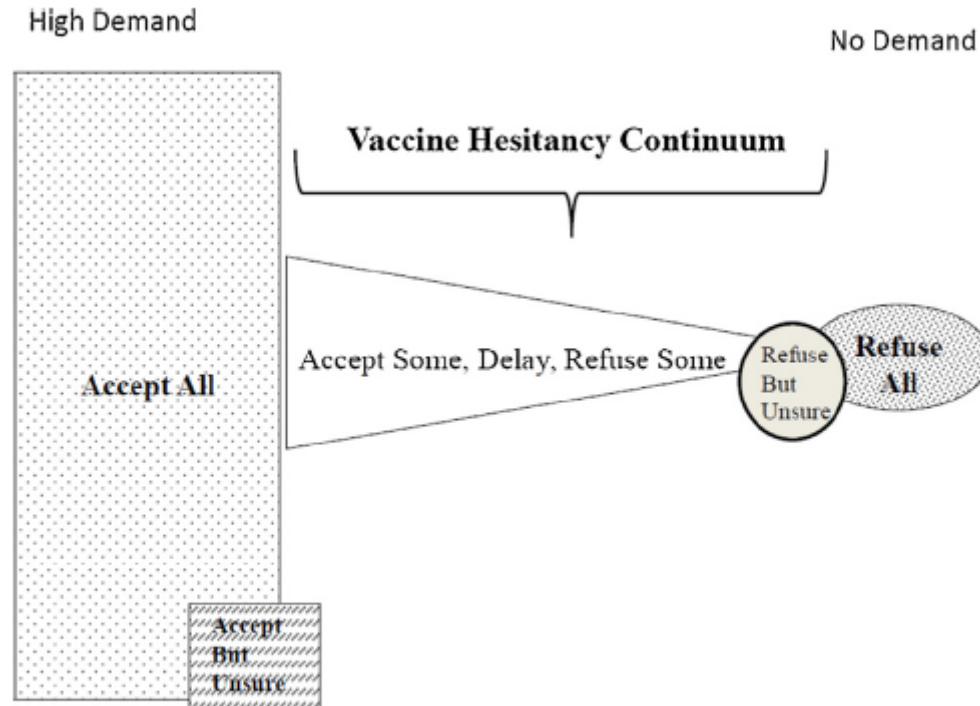 High Demand
No Demand
Vaccine Hesitancy Continuum
Accept All
Accept Some, Delay, Refuse Some
Refuse
But
Unsure
Refuse
All
Accept
But
Unsure